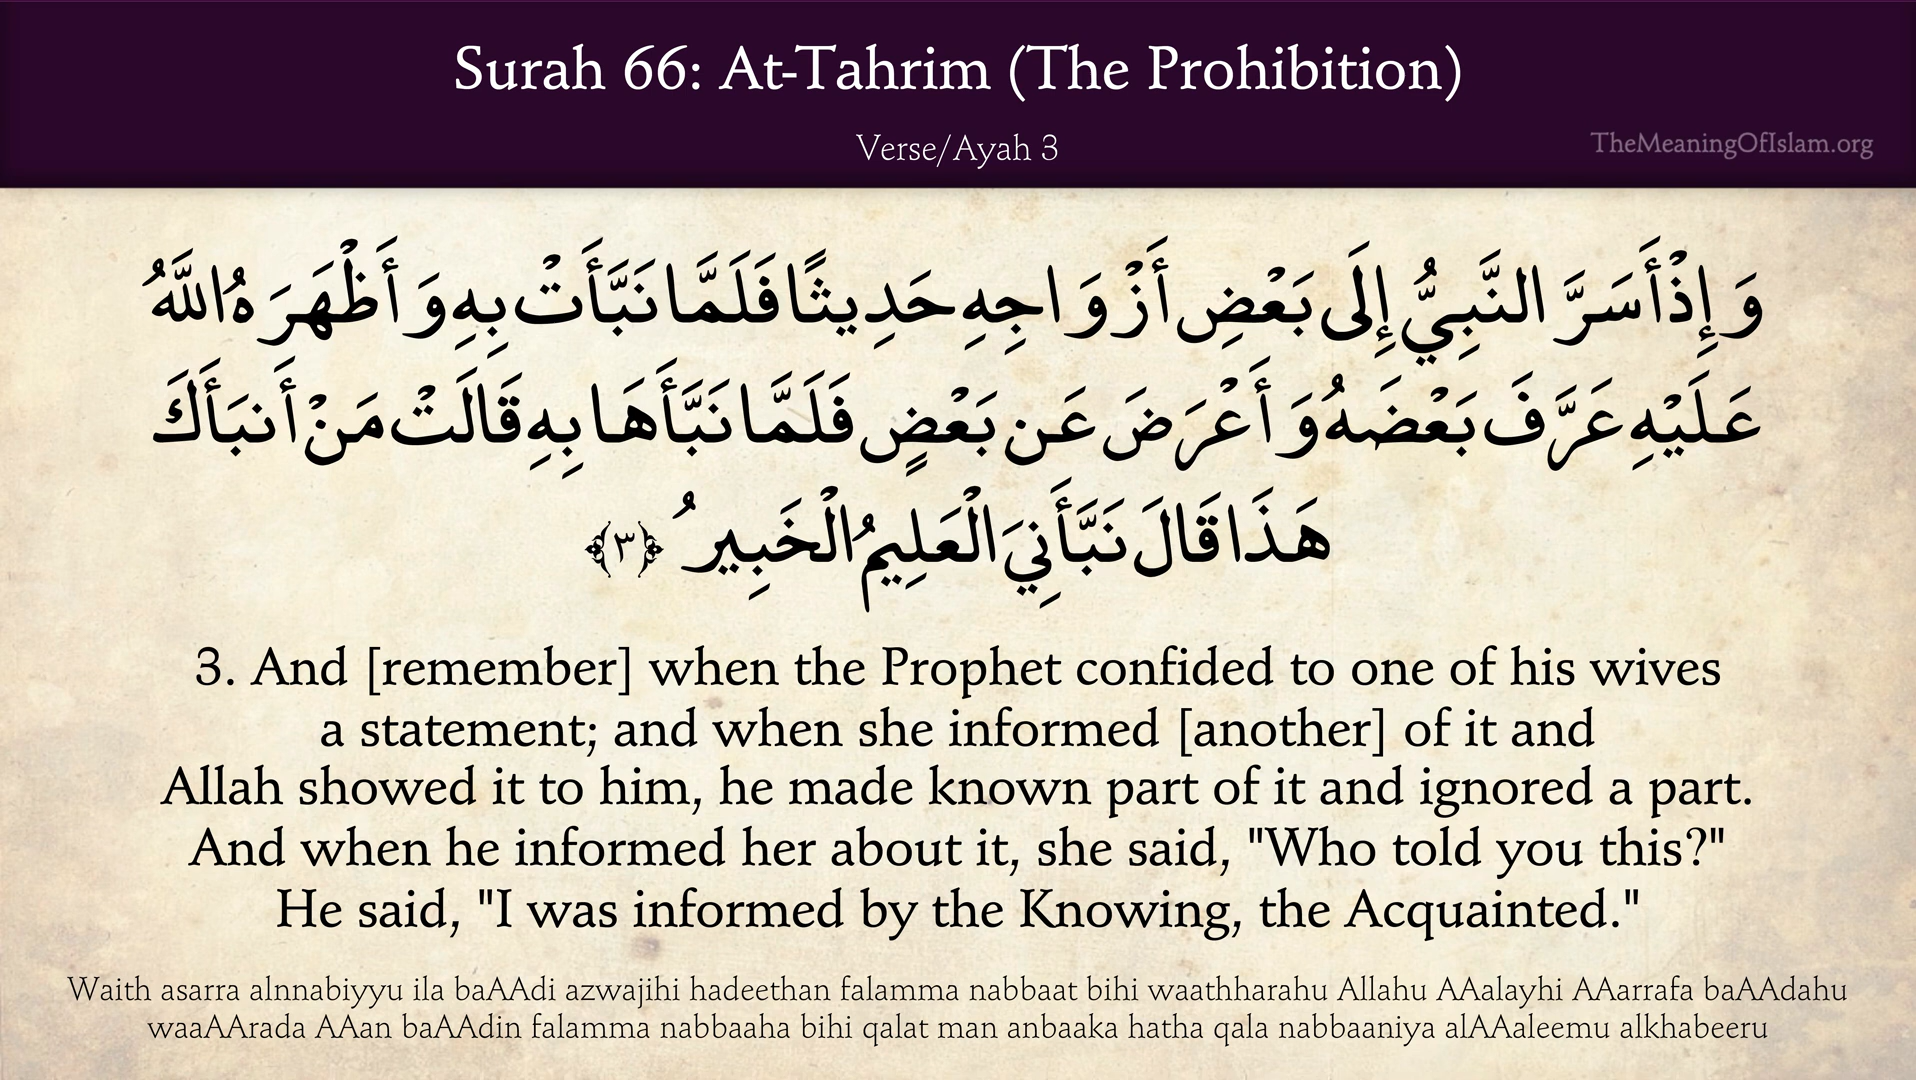 Surah 66: At-Tahrim (The Prohibition)
Verse/Ayah 3
TheMeaningOfIslam.org
وَإِذْ أَسَرَّ النَّبِيُّ إِلَى بَعْضِ أَزْوَاجِهِ حَدِيثًا فَلَمَّا نَبَّأَتْ بِهِ وَأَظْهَرَهُ اللَّهُ
عَلَيْهِ عَرَّفَ بَعْضَهُ وَأَعْرَضَ عَن بَعْضٍ فَلَمَّا نَبَّأَهَا بِهِ قَالَتْ مَنْ أَنبَأَكَ
هَذَا قَالَ نَبَّأَنِيَ الْعَلِيمُ الْخَبِيرُ ﴿٣﴾
3. And [remember] when the Prophet confided to one of his wives
a statement; and when she informed [another] of it and
Allah showed it to him, he made known part of it and ignored a part.
And when he informed her about it, she said, "Who told you this?"
He said, "I was informed by the Knowing, the Acquainted."
Waith asarra alnnabiyyu ila baAAdi azwajihi hadeethan falamma nabbaat bihi waathharahu Allahu AAalayhi AAarrafa baAAdahu
waaAArada AAan baAAdin falamma nabbaaha bihi qalat man anbaaka hatha qala nabbaaniya alAAaleemu alkhabeeru